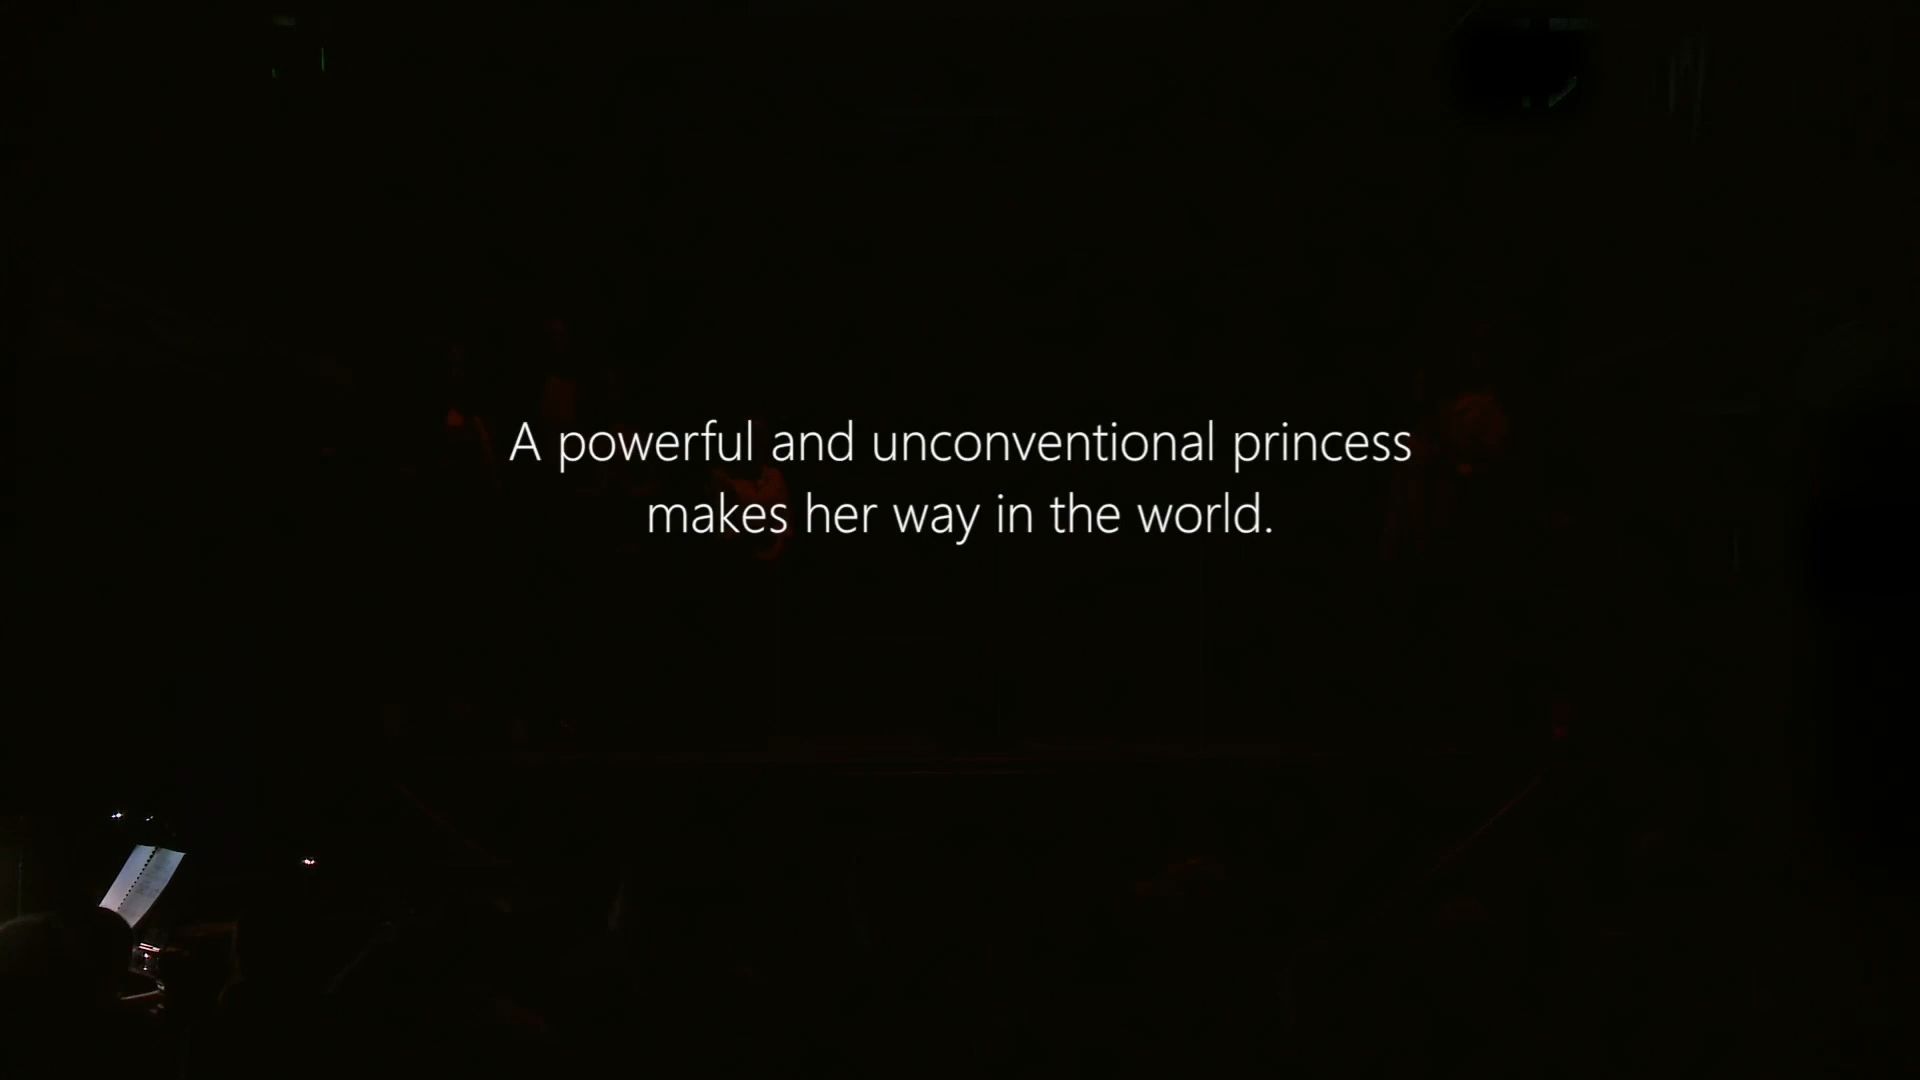 A powerful and unconventional princess
makes her way in the world.